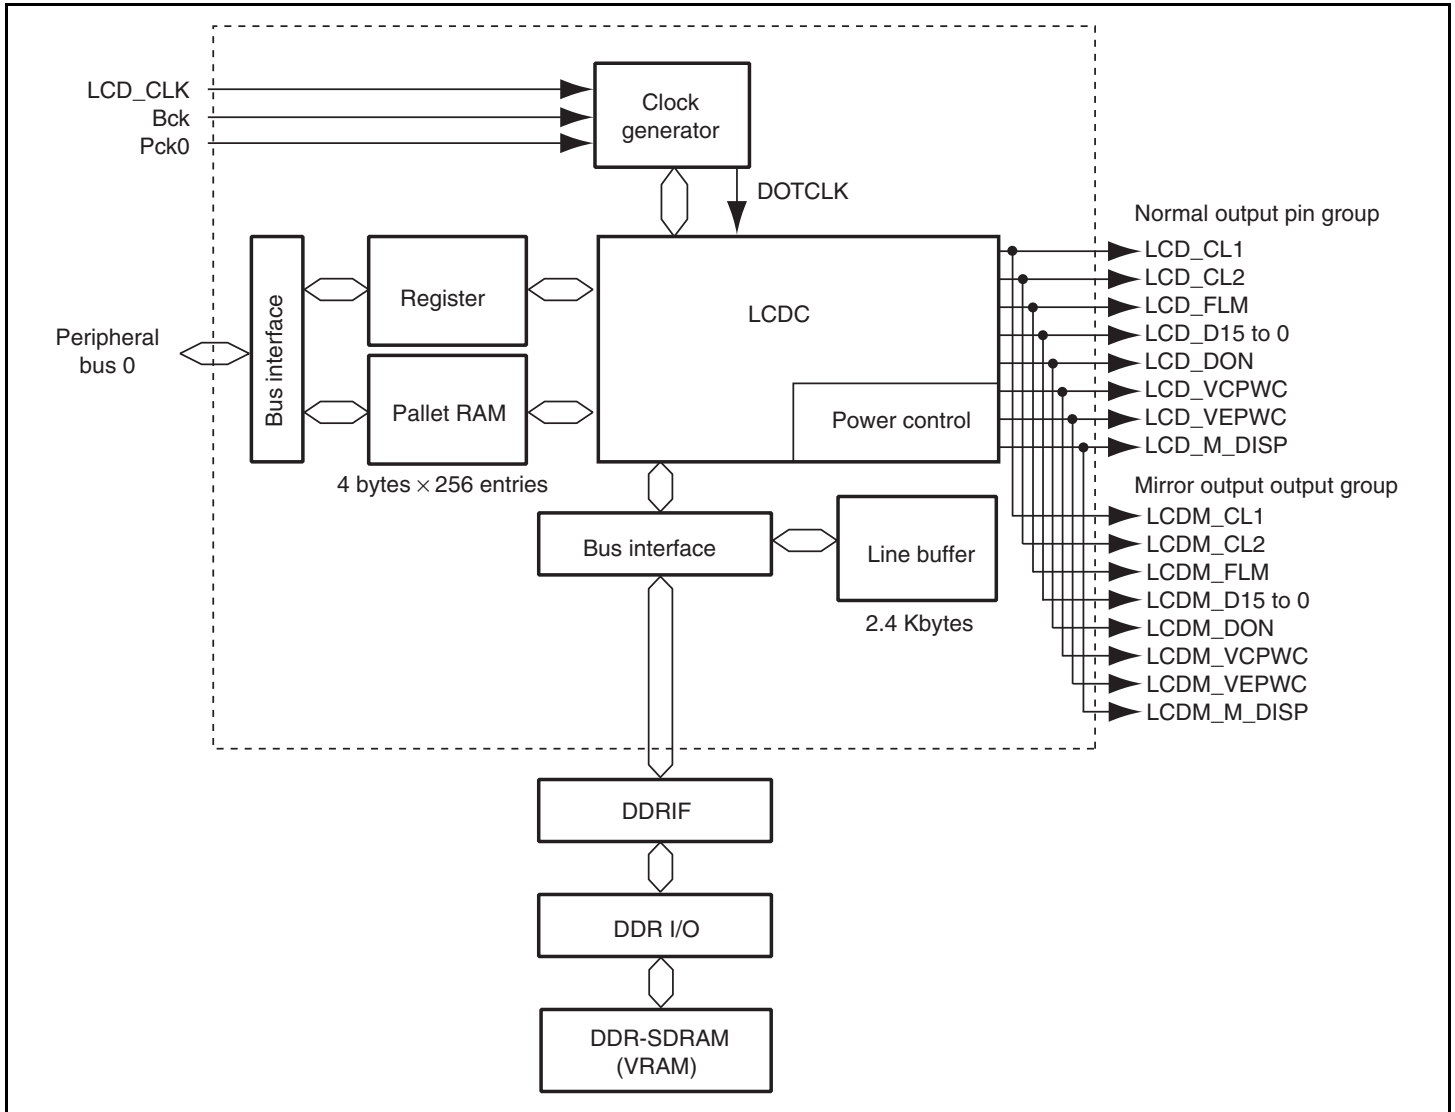 LCD_CLK
Bck
Pck0
Clock
generator
DOTCLK
Peripheral
bus 0
Bus interface
Register
Pallet RAM
4 bytes × 256 entries
LCDC
Power control
Bus interface
Line buffer
2.4 Kbytes
Normal output pin group
LCD_CL1
LCD_CL2
LCD_FLM
LCD_D15 to 0
LCD_DON
LCD_VCPWC
LCD_VEPWC
LCD_M_DISP
Mirror output output group
LCDM_CL1
LCDM_CL2
LCDM_FLM
LCDM_D15 to 0
LCDM_DON
LCDM_VCPWC
LCDM_VEPWC
LCDM_M_DISP
DDRIF
DDR I/O
DDR-SDRAM
(VRAM)